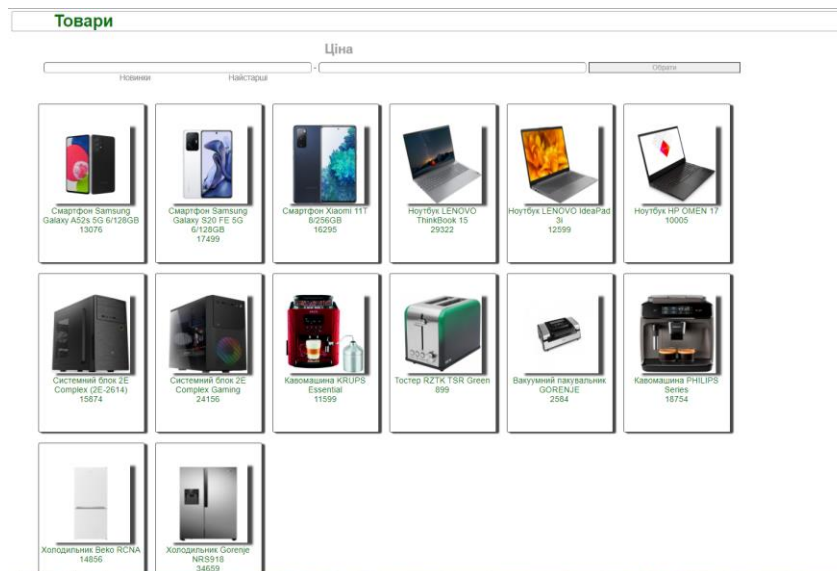 Товари
Ціна
-
Обрати
Новинки Найстарші
Смартфон Samsung
Galaxy A52s 5G 6/128GB
13076
Смартфон Samsung
Galaxy S20 FE 5G
6/128GB
17499
Смартфон Xiaomi 11T
8/256GB
16295
Ноутбук LENOVO
ThinkBook 15
29322
Ноутбук LENOVO IdeaPad
3i
12599
Ноутбук HP OMEN 17
10005
Системний блок 2E
Complex (2E-2614)
15874
Системний блок 2E
Complex Gaming
24156
Кавомашина KRUPS
Essential
11599
Тостер RZTK TSR Green
899
Вакуумний пакувальник
GORENJE
2584
Кавомашина PHILIPS
Series
18754
Холодильник Beko RCNA
14856
Холодильник Gorenje
NRS918
34659